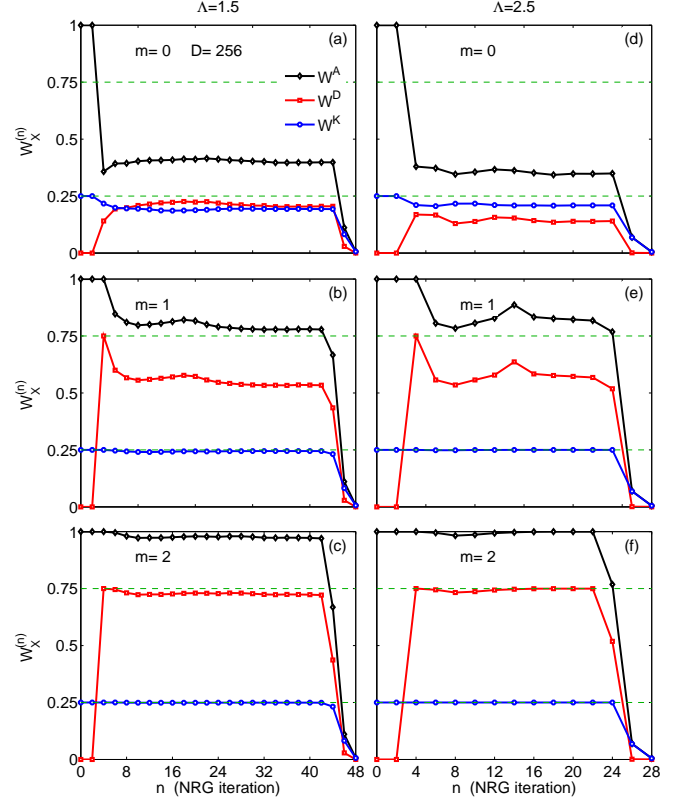 Λ=1.5
Λ=2.5
1
0.75
0.5
0.25
0
W_X^(n)
m= 0 D= 256
(a)
W^A
W^D
W^K
m= 0
(d)
1
0.75
0.5
0.25
0
W_X^(n)
m= 1
(b)
m= 1
(e)
1
0.75
0.5
0.25
0
W_X^(n)
m= 2
(c)
m= 2
(f)
0 8 16 24 32 40 48
0 4 8 12 16 20 24 28
n (NRG iteration)
n (NRG iteration)